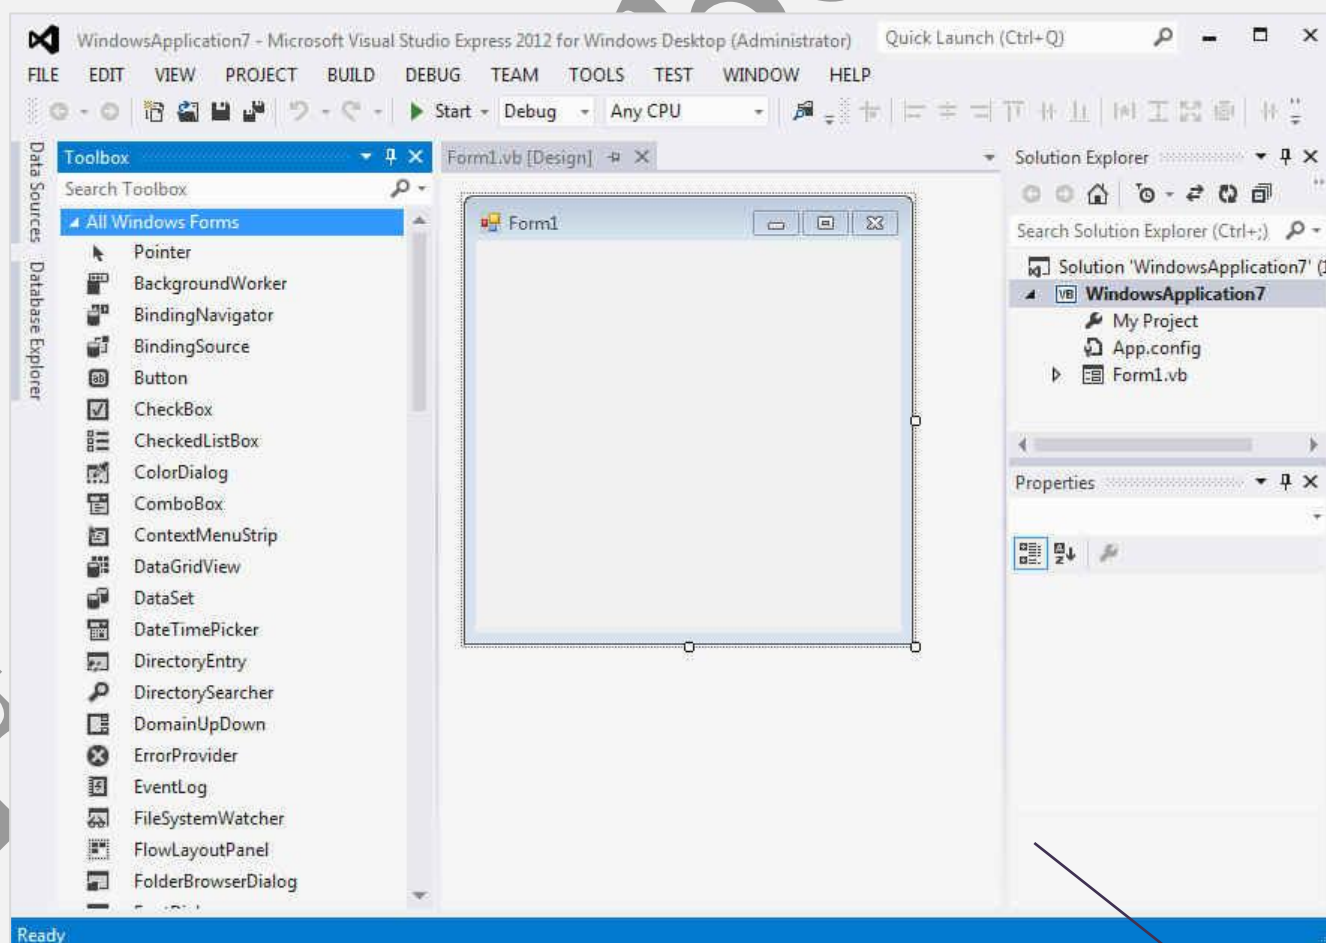 WindowsApplication7 - Microsoft Visual Studio Express 2012 for Windows Desktop (Administrator)
Quick Launch (Ctrl+Q)
FILE EDIT VIEW PROJECT BUILD DEBUG TEAM TOOLS TEST WINDOW HELP
Start Debug Any CPU
Data Sources
Database Explorer
Toolbox
Search Toolbox
All Windows Forms
Pointer
BackgroundWorker
BindingNavigator
BindingSource
Button
CheckBox
CheckedListBox
ColorDialog
ComboBox
ContextMenuStrip
DataGridView
DataSet
DateTimePicker
DirectoryEntry
DirectorySearcher
DomainUpDown
ErrorProvider
EventLog
FileSystemWatcher
FlowLayoutPanel
FolderBrowserDialog
Form1.vb [Design]
Form1
Solution Explorer
Search Solution Explorer (Ctrl+;)
Solution 'WindowsApplication7' (1
VB WindowsApplication7
My Project
App.config
Form1.vb
Properties
Ready